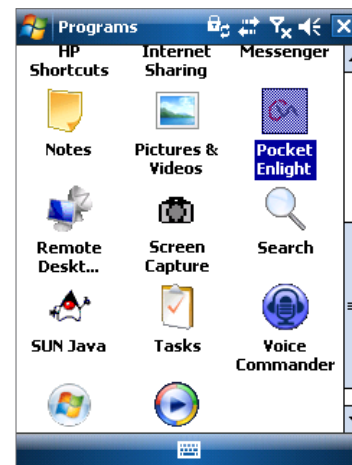 Programs
HP
Shortcuts
Internet
Sharing
Messenger
Notes
Pictures &
Videos
Pocket
Enlight
Remote
Deskt...
Screen
Capture
Search
SUN Java
Tasks
Voice
Commander